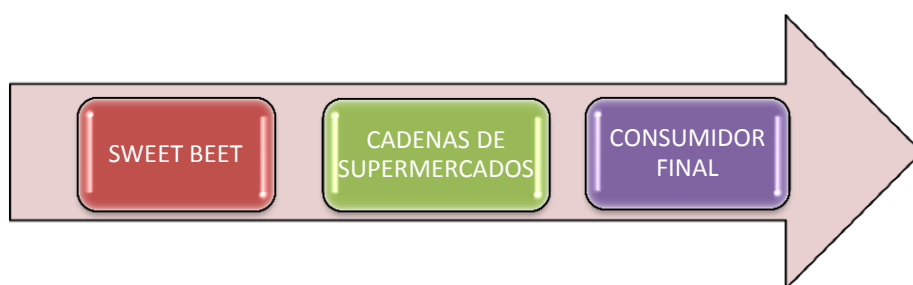 SWEET BEET
CADENAS DE
SUPERMERCADOS
CONSUMIDOR
FINAL